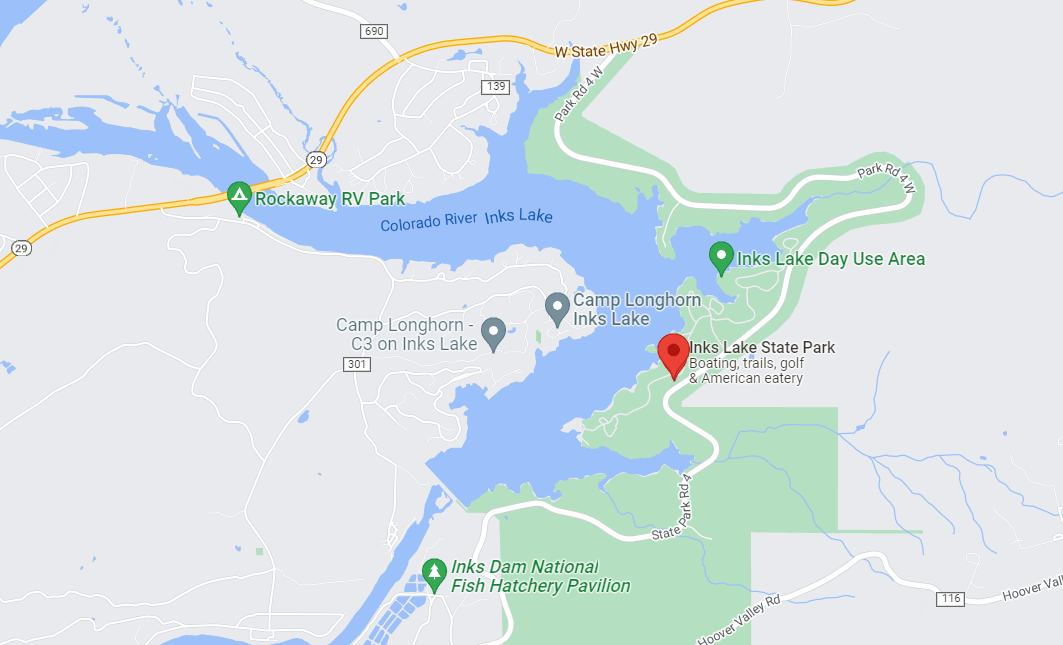 690
W State Hwy 29
139
Park Rd 4 W
29
Park Rd 4 W
Rockaway RV Park
Colorado River Inks Lake
29
Inks Lake Day Use Area
Camp Longhorn
Inks Lake
Camp Longhorn -
C3 on Inks Lake
301
Inks Lake State Park
Boating, trails, golf
& American eatery
State Park Rd 4
Inks Dam National
Fish Hatchery Pavilion
116
Hoover Valley Rd
Hoover Vall